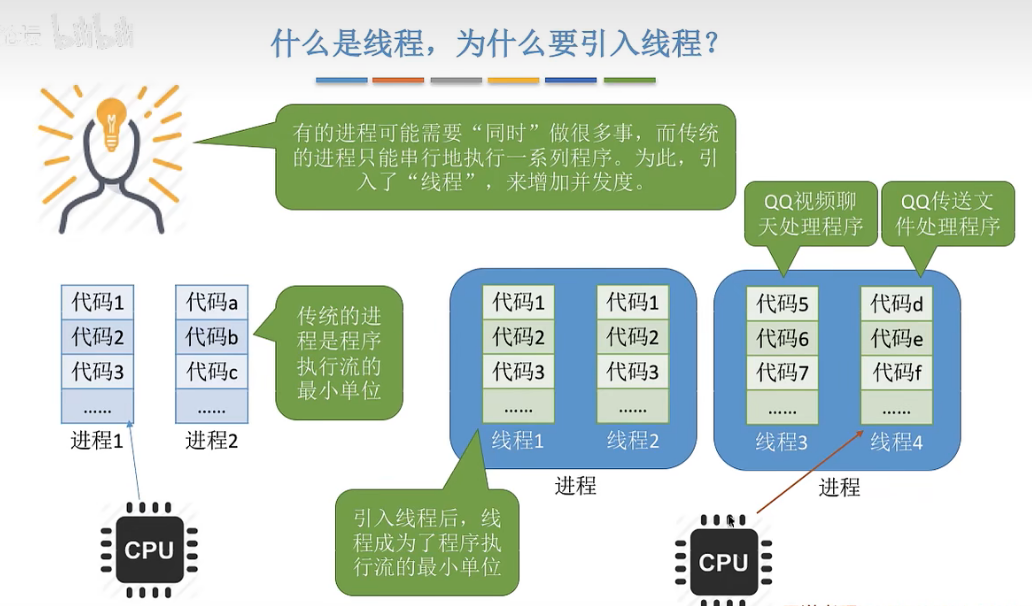 什么是线程，为什么要引入线程？
有的进程可能需要“同时”做很多事，而传统
的进程只能串行地执行一系列程序。为此，引
入了“线程”，来增加并发度。
QQ视频聊
天处理程序
QQ传送文
件处理程序
代码1
代码2
代码3
......
进程1
代码a
代码b
代码c
......
进程2
传统的进
程是程序
执行流的
最小单位
代码1
代码2
代码3
......
线程1
代码1
代码2
代码3
......
线程2
进程
代码5
代码6
代码7
......
线程3
代码d
代码e
代码f
......
线程4
进程
引入线程后，线
程成为了程序执
行流的最小单位
CPU
CPU